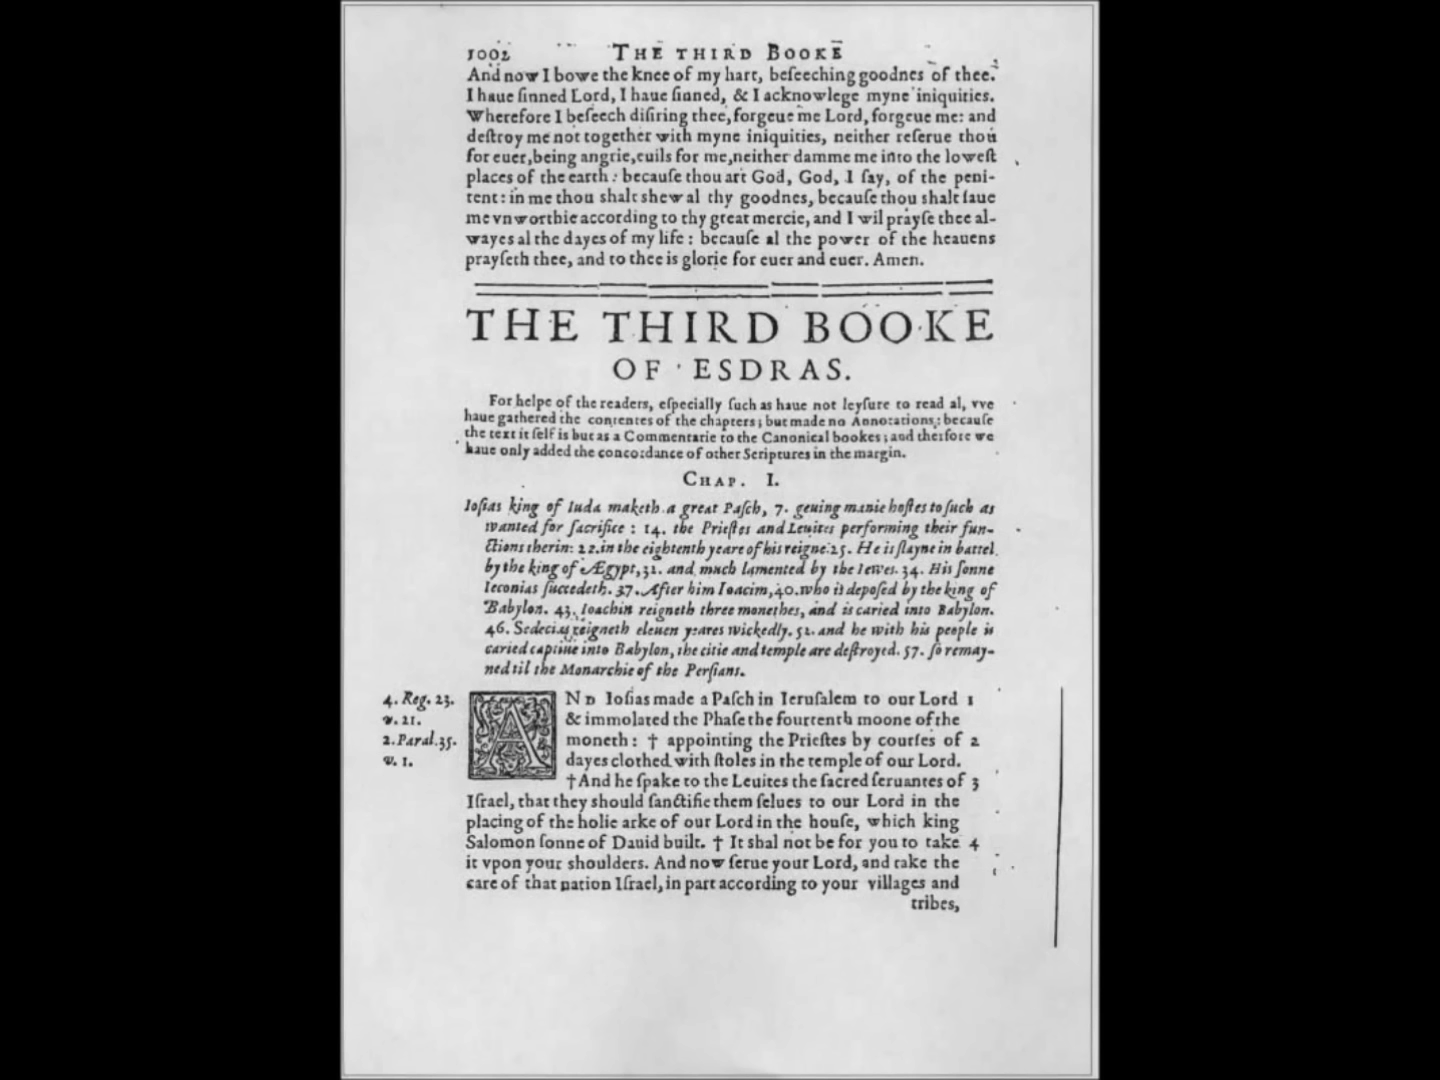 1002 THE THIRD BOOKE
And now I bowe the knee of my hart, beſeeching goodnes of thee.
I haue ſinned Lord, I haue ſinned, & I acknowlege myne iniquities.
Wherefore I beſeech diſiring thee, forgeue me Lord, forgeue me: and
deſtroy me not together with myne iniquities, neither reſerue thou
for euer, being angrie, euils for me, neither damme me into the loweſt
places of the earth: becauſe thou art God, God, I ſay, of the peni-
tent: in me thou shalt shew al thy goodnes, becauſe thou shalt ſaue
me vnworthie according to thy great mercie, and I wil prayſe thee al-
wayes al the dayes of my life: becauſe al the power of the heauens
prayſeth thee, and to thee is glorie for euer and euer. Amen.
THE THIRD BOOKE
OF ESDRAS.
For helpe of the readers, eſpecially ſuch as haue not leyſure to read al, vve
haue gathered the contentes of the chapters; but made no Annotations: becauſe
the text it ſelf is but as a Commentarie to the Canonical bookes; and therfore we
haue only added the concordance of other Scriptures in the margin.
CHAP. I.
Ioſias king of Iuda maketh a great Paſch, 7. geuing manie hoſtes to ſuch as
wanted for ſacrifice: 14. the Prieſtes and Leuites performing their fun-
ctions therin: 22. in the eightenth yeare of his reigne: 25. He is ſlayne in battel
by the king of Ægypt, 31. and much lamented by the Iewes. 34. His ſonne
Ieconias ſuccedeth. 37. After him Ioacim, 40. who is depoſed by the king of
Babylon. 43. Ioachin reigneth three monethes, and is caried into Babylon.
46. Sedecias reigneth eleuen yeares wickedly. 52. and he with his people is
caried captiue into Babylon, the citie and temple are deſtroyed. 57. ſo remay-
ned til the Monarchie of the Perſians.
4. Reg. 23.
v. 21.
2. Paral. 35.
v. 1.
AND Ioſias made a Paſch in Ieruſalem to our Lord 1
& immolated the Phaſe the fourtenth moone of the
moneth: † appointing the Prieſtes by courſes of 2
dayes clothed with ſtoles in the temple of our Lord.
† And he ſpake to the Leuites the ſacred ſeruantes of 3
Iſrael, that they should ſanctifie them ſelues to our Lord in the
placing of the holie arke of our Lord in the houſe, which king
Salomon ſonne of Dauid built. † It shal not be for you to take 4
it vpon your shoulders. And now ſerue your Lord, and take the
care of that nation Iſrael, in part according to your villages and
tribes,